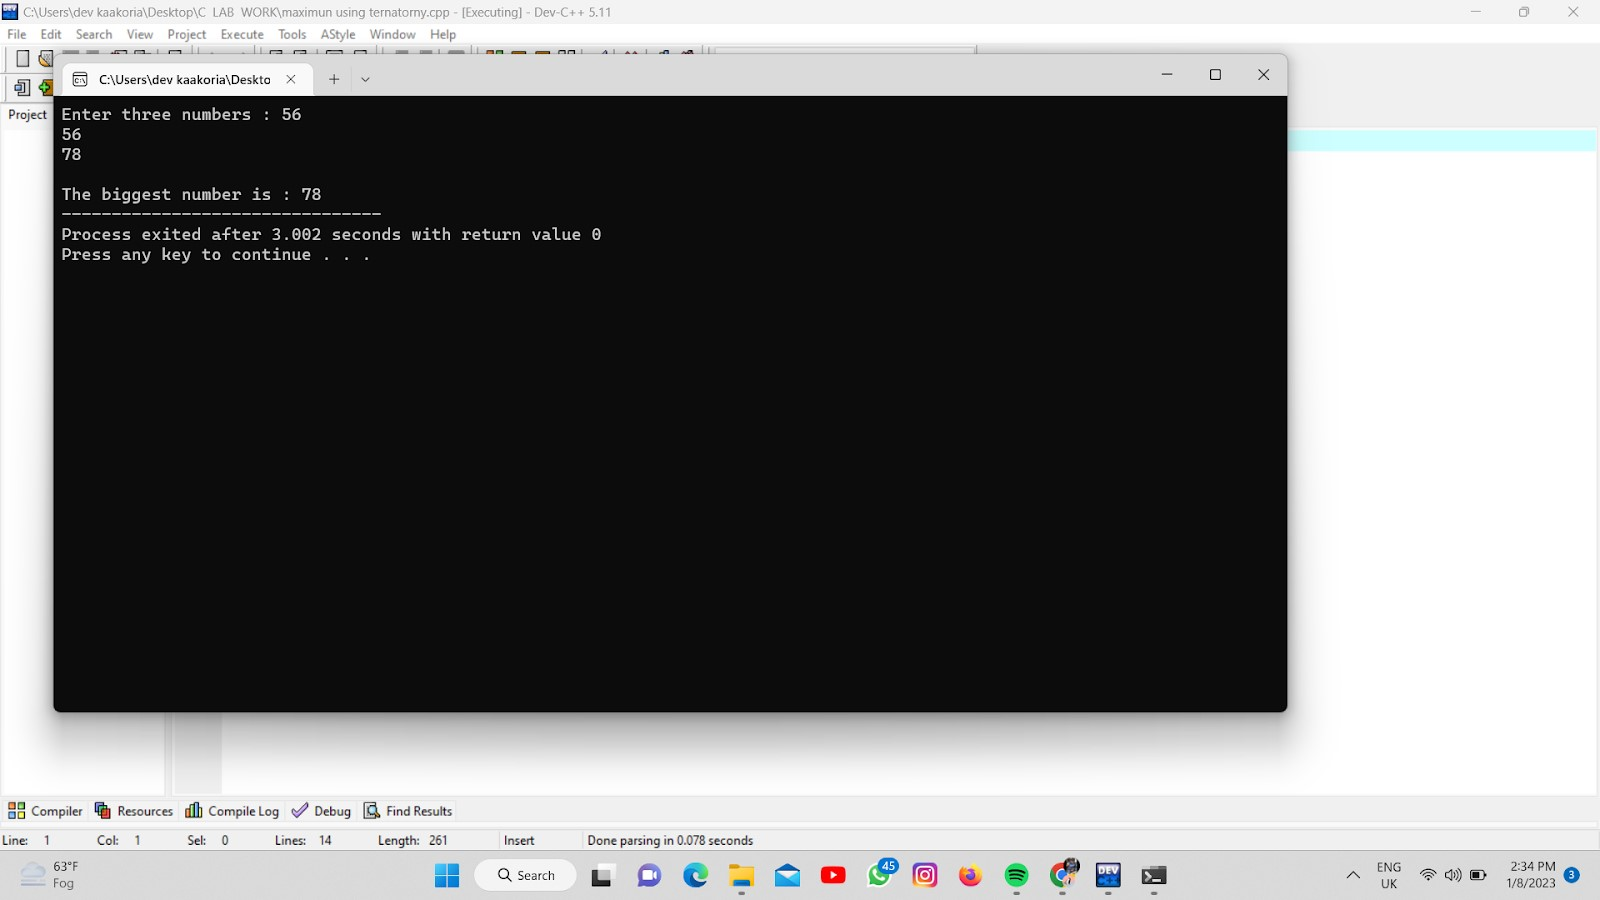 C:\Users\dev kaakoria\Desktop\C LAB WORK\maximun using ternatorny.cpp - [Executing] - Dev-C++ 5.11
File Edit Search View Project Execute Tools AStyle Window Help
C:\Users\dev kaakoria\Deskto
Project
Enter three numbers : 56
56
78
The biggest number is : 78
--------------------------------
Process exited after 3.002 seconds with return value 0
Press any key to continue . . .
Compiler Resources Compile Log Debug Find Results
Line: 1 Col: 1 Sel: 0 Lines: 14 Length: 261 Insert Done parsing in 0.078 seconds
63°F
Fog
Search
45
DEV
C++
ENG
UK
2:34 PM
1/8/2023
3